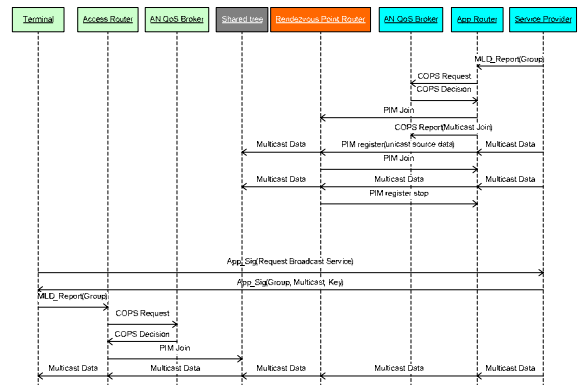 Terminal
Access Router
AN QoS Broker
Shared tree
Rendezvous Point Router
AN QoS Broker
App Router
Service Provider
MLD_Report(Group)
COPS Request
COPS Decision
PIM Join
COPS Report(Multicast Join)
Multicast Data
PIM register(unicast source data)
Multicast Data
Multicast Data
PIM Join
Multicast Data
Multicast Data
Multicast Data
PIM register stop
App_Sig(Request Broadcast Service)
App_Sig(Group, Multicast, Key)
MLD_Report(Group)
COPS Request
COPS Decision
PIM Join
Multicast Data
Multicast Data
Multicast Data
Multicast Data
Multicast Data